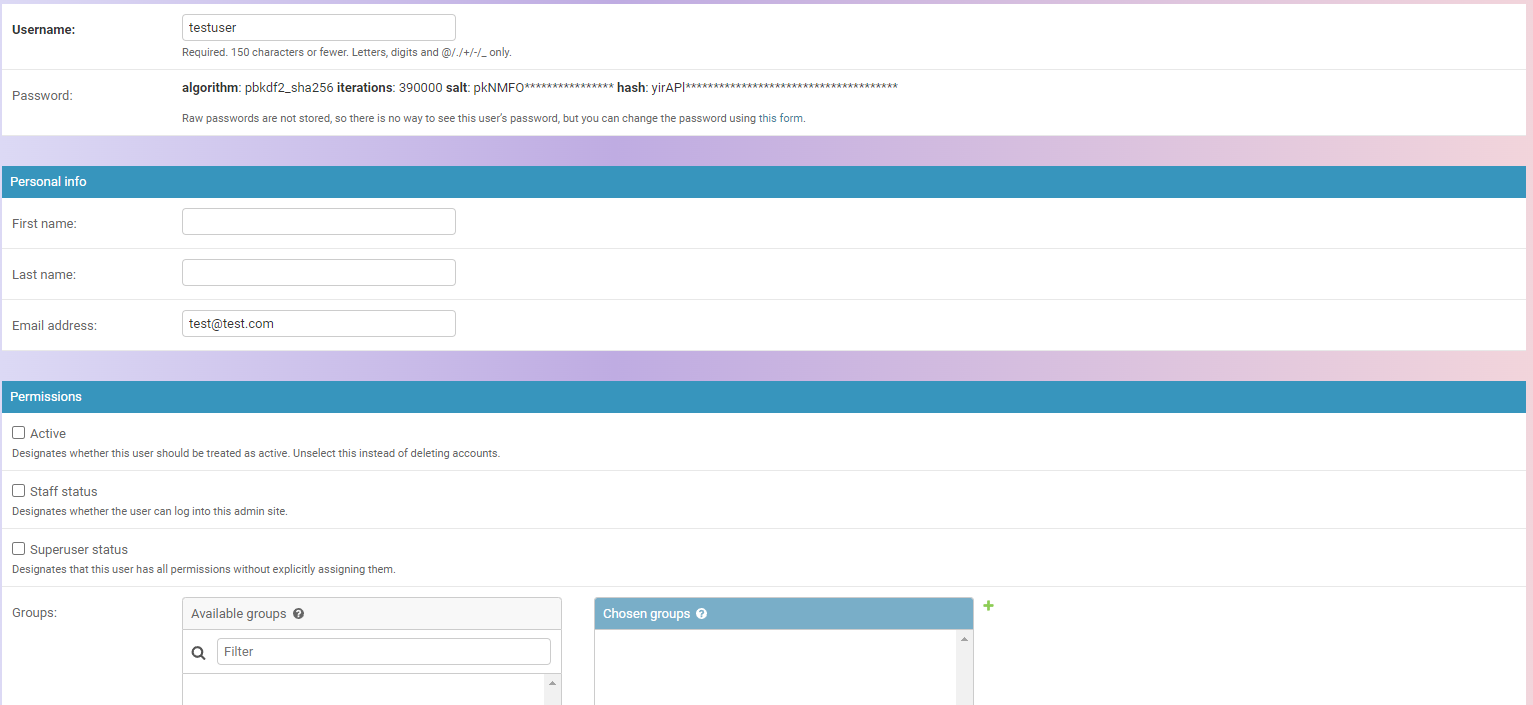 Username:
testuser
Required. 150 characters or fewer. Letters, digits and @/./+/-/_ only.
Password:
algorithm: pbkdf2_sha256 iterations: 390000 salt: pkNMFO**************** hash: yirAPl**************************************
Raw passwords are not stored, so there is no way to see this user's password, but you can change the password using this form.
Personal info
First name:
Last name:
Email address:
test@test.com
Permissions
Active
Designates whether this user should be treated as active. Unselect this instead of deleting accounts.
Staff status
Designates whether the user can log into this admin site.
Superuser status
Designates that this user has all permissions without explicitly assigning them.
Groups:
Available groups ?
Filter
Chosen groups ?